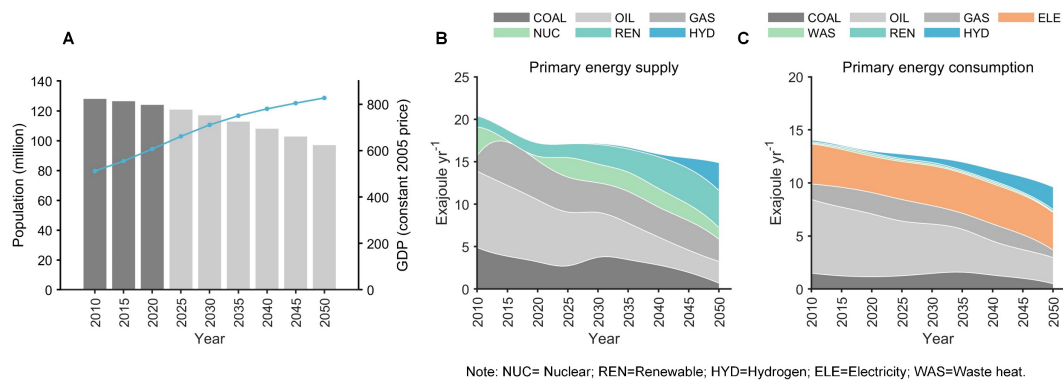 COAL OIL GAS
NUC REN HYD
COAL OIL GAS ELE
WAS REN HYD
A
B
C
Primary energy supply
Primary energy consumption
Population (million)
140
120
100
80
60
40
20
0
GDP (constant 2005 price)
800
600
400
200
0
2010 2015 2020 2025 2030 2035 2040 2045 2050
Year
Exajoule yr-1
25
20
15
10
5
0
2010 2015 2020 2025 2030 2035 2040 2045 2050
Year
Exajoule yr-1
20
15
10
5
0
2010 2015 2020 2025 2030 2035 2040 2045 2050
Year
Note: NUC= Nuclear; REN=Renewable; HYD=Hydrogen; ELE=Electricity; WAS=Waste heat.